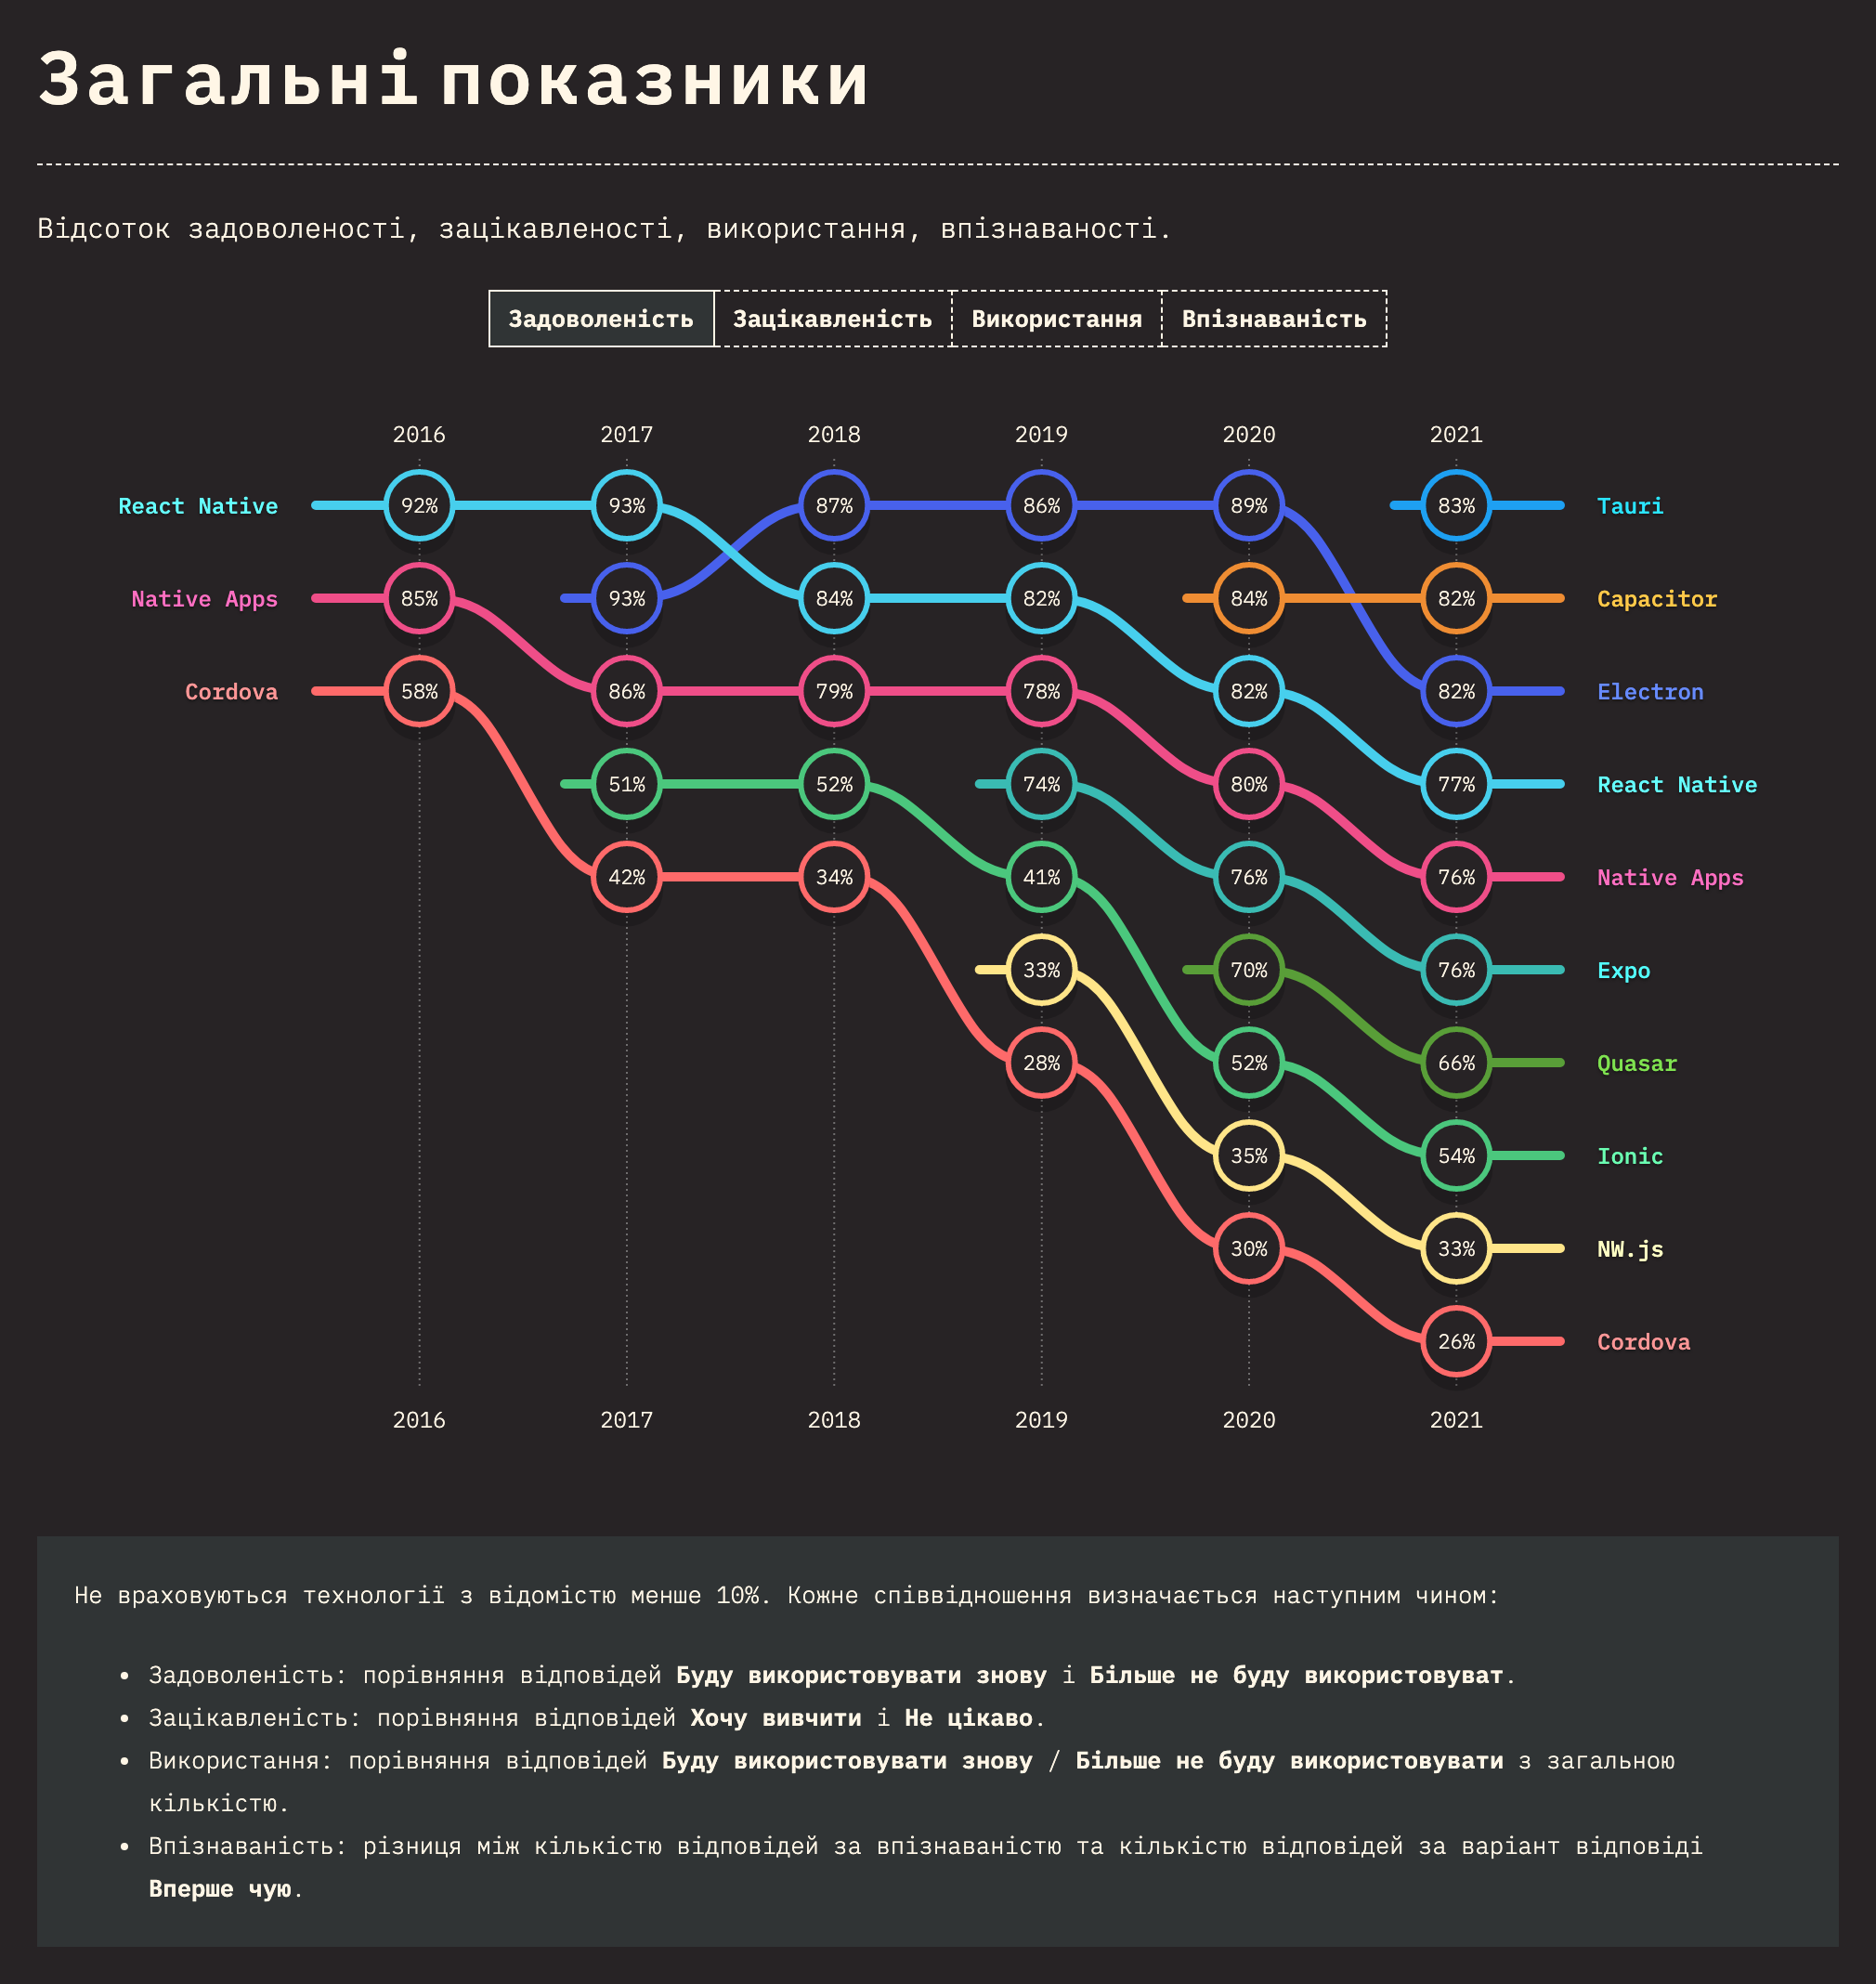 Загальні показники
Відсоток задоволеності, зацікавленості, використання, впізнаваності.
Задоволеність Зацікавленість Використання Впізнаваність
2016 2017 2018 2019 2020 2021
React Native 92% 93% 87% 86% 89% 83% Tauri
Native Apps 85% 93% 84% 82% 84% 82% Capacitor
Cordova 58% 86% 79% 78% 82% 82% Electron
51% 52% 74% 80% 77% React Native
42% 34% 41% 76% 76% Native Apps
33% 70% 76% Expo
28% 52% 66% Quasar
35% 54% Ionic
30% 33% NW.js
26% Cordova
2016 2017 2018 2019 2020 2021
Не враховуються технології з відомістю менше 10%. Кожне співвідношення визначається наступним чином:
• Задоволеність: порівняння відповідей Буду використовувати знову і Більше не буду використовуват.
• Зацікавленість: порівняння відповідей Хочу вивчити і Не цікаво.
• Використання: порівняння відповідей Буду використовувати знову / Більше не буду використовувати з загальною
кількістю.
• Впізнаваність: різниця між кількістю відповідей за впізнаваністю та кількістю відповідей за варіант відповіді
Вперше чую.